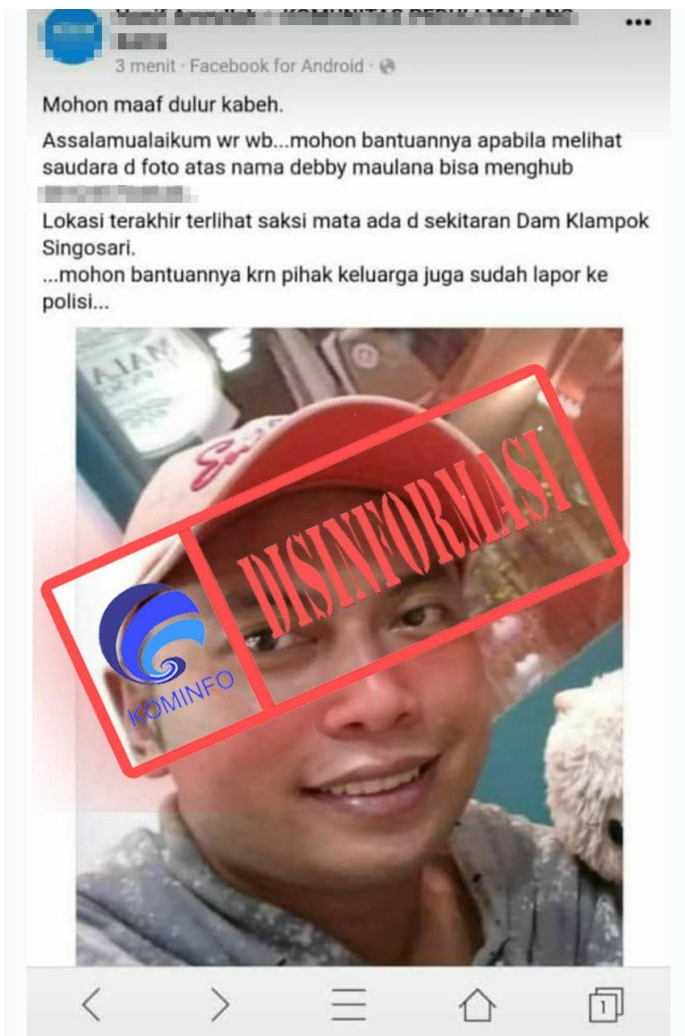 3 menit · Facebook for Android ·
Mohon maaf dulur kabeh.
Assalamualaikum wr wb...mohon bantuannya apabila melihat
saudara d foto atas nama debby maulana bisa menghub
Lokasi terakhir terlihat saksi mata ada d sekitaran Dam Klampok
Singosari.
...mohon bantuannya krn pihak keluarga juga sudah lapor ke
polisi...
DISINFORMASI
KOMINFO
1